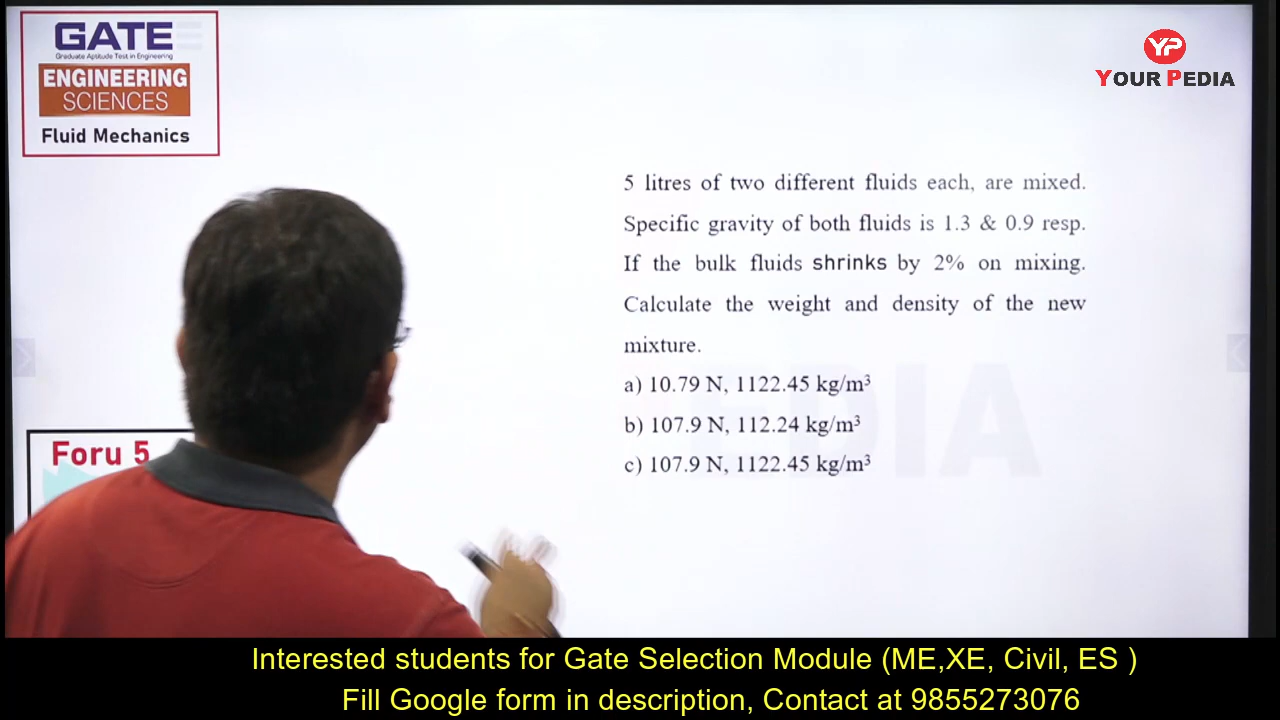 GATE
Graduate Aptitude Test in Engineering
ENGINEERING
SCIENCES
Fluid Mechanics
YP
YOUR PEDIA
5 litres of two different fluids each, are mixed.
Specific gravity of both fluids is 1.3 & 0.9 resp.
If the bulk fluids shrinks by 2% on mixing.
Calculate the weight and density of the new
mixture.
a) 10.79 N, 1122.45 kg/m³
b) 107.9 N, 112.24 kg/m³
c) 107.9 N, 1122.45 kg/m³
EDIA
Foru 5
Interested students for Gate Selection Module (ME,XE, Civil, ES )
Fill Google form in description, Contact at 9855273076